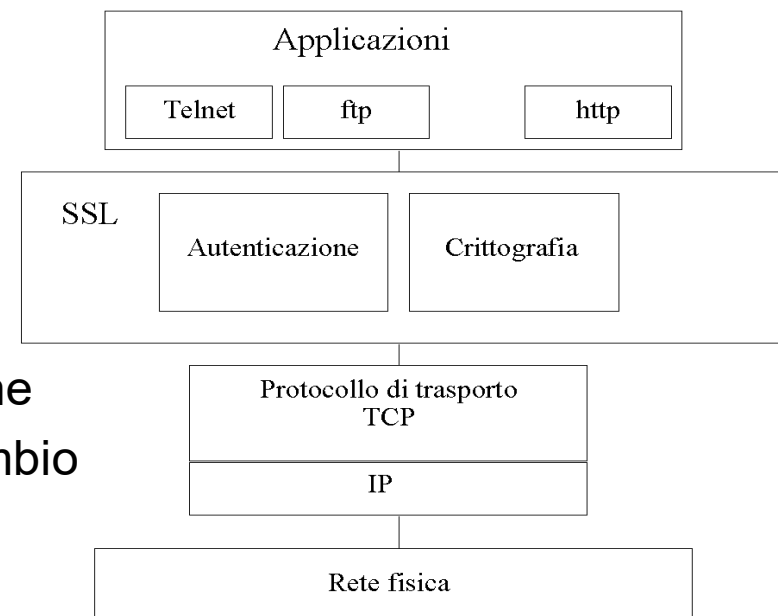 Applicazioni
Telnet ftp http
SSL
Autenticazione Crittografia
Protocollo di trasporto
TCP
IP
Rete fisica